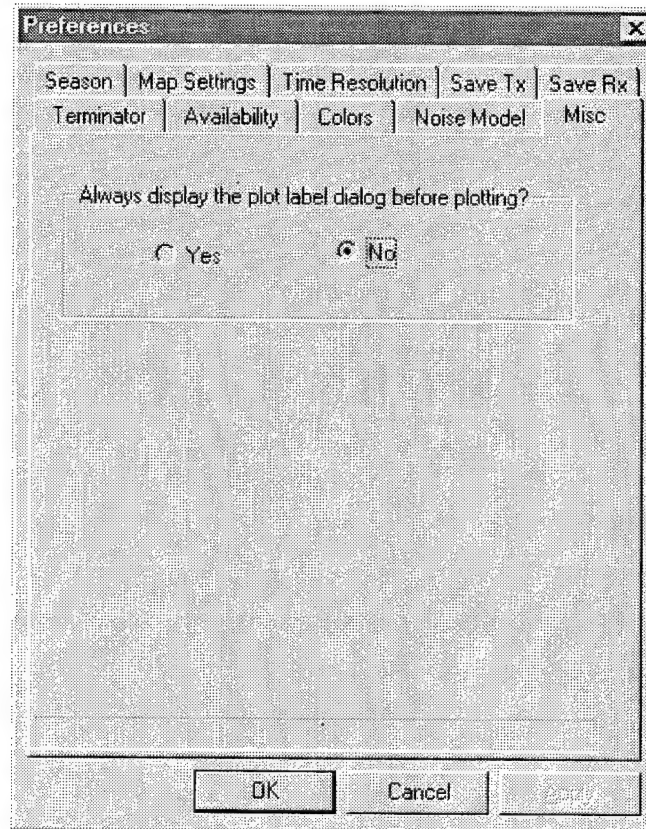 Preferences
Season Map Settings Time Resolution Save Tx Save Rx
Terminator Availability Colors Noise Model Misc
Always display the plot label dialog before plotting?
Yes No
OK Cancel Apply